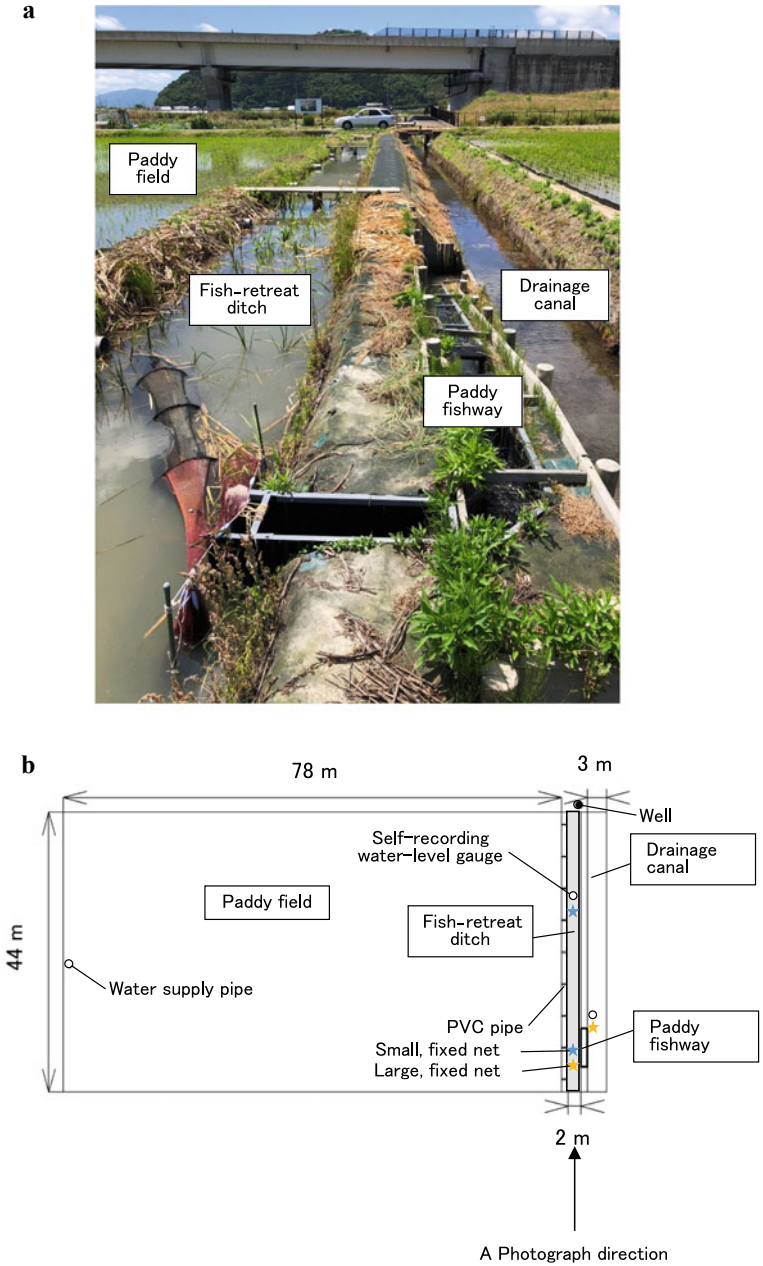 a
Paddy
field
Fish-retreat
ditch
Drainage
canal
Paddy
fishway
b
78 m
3 m
Well
Self-recording
water-level gauge
Drainage
canal
Paddy field
Fish-retreat
ditch
44 m
Water supply pipe
PVC pipe
Paddy
fishway
Small, fixed net
Large, fixed net
2 m
A Photograph direction